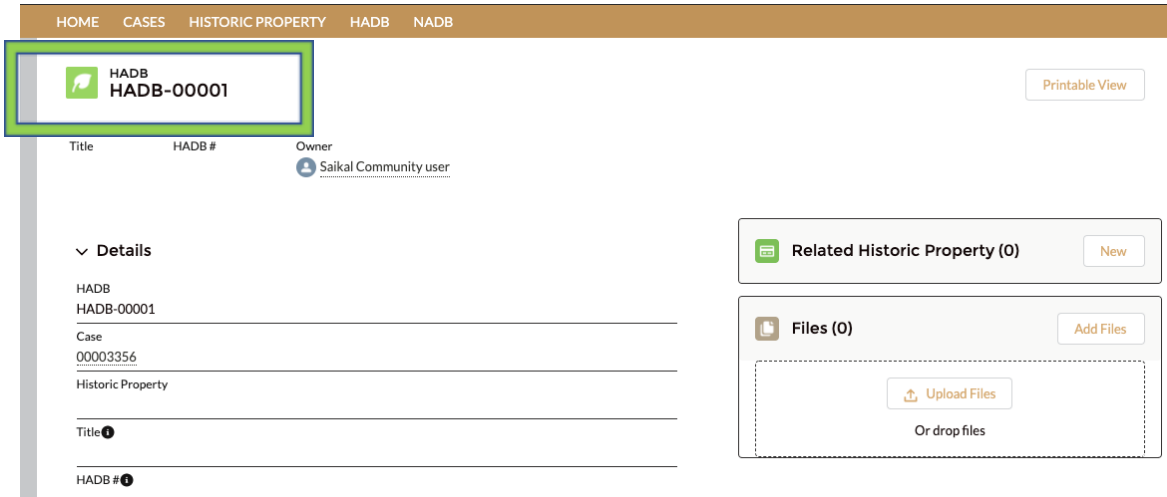 HOME CASES HISTORIC PROPERTY HADB NADB
HADB
HADB-00001
Printable View
Title HADB # Owner
Saikal Community user
Details
HADB
HADB-00001
Case
00003356
Historic Property
Title
HADB #
Related Historic Property (0) New
Files (0) Add Files
Upload Files
Or drop files